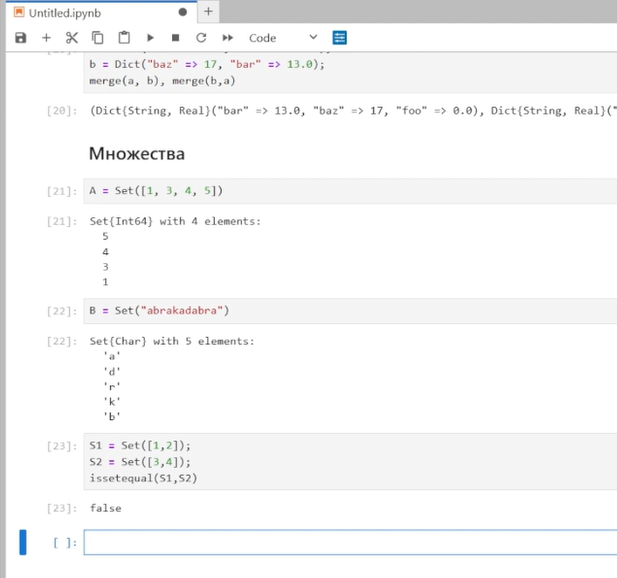 Untitled.ipynb
Code
b = Dict("baz" => 17, "bar" => 13.0);
merge(a, b), merge(b,a)
[20]: (Dict{String, Real}("bar" => 13.0, "baz" => 17, "foo" => 0.0), Dict{String, Real}("
Множества
[21]: A = Set([1, 3, 4, 5])
[21]: Set{Int64} with 4 elements:
5
4
3
1
[22]: B = Set("abrakadabra")
[22]: Set{Char} with 5 elements:
'a'
'd'
'r'
'k'
'b'
[23]: S1 = Set([1,2]);
S2 = Set([3,4]);
issetequal(S1,S2)
[23]: false
[ ]: